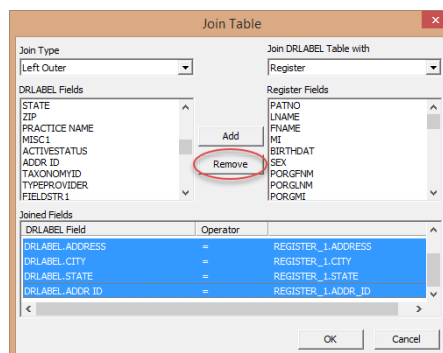 Join Table
x
Join Type
Join DRLABEL Table with
Left Outer
Register
DRLABEL Fields
Register Fields
STATE
ZIP
PRACTICE NAME
MISC1
ACTIVESTATUS
ADDR ID
TAXONOMYID
TYPEPROVIDER
FIELDSTR1
Add
Remove
PATNO
LNAME
FNAME
MI
BIRTHDAT
SEX
PORGFNM
PORGLNM
PORGMI
Joined Fields
DRLABEL Field Operator
DRLABEL.ADDRESS = REGISTER_1.ADDRESS
DRLABEL.CITY = REGISTER_1.CITY
DRLABEL.STATE = REGISTER_1.STATE
DRLABEL.ADDR ID = REGISTER_1.ADDR_ID
OK Cancel